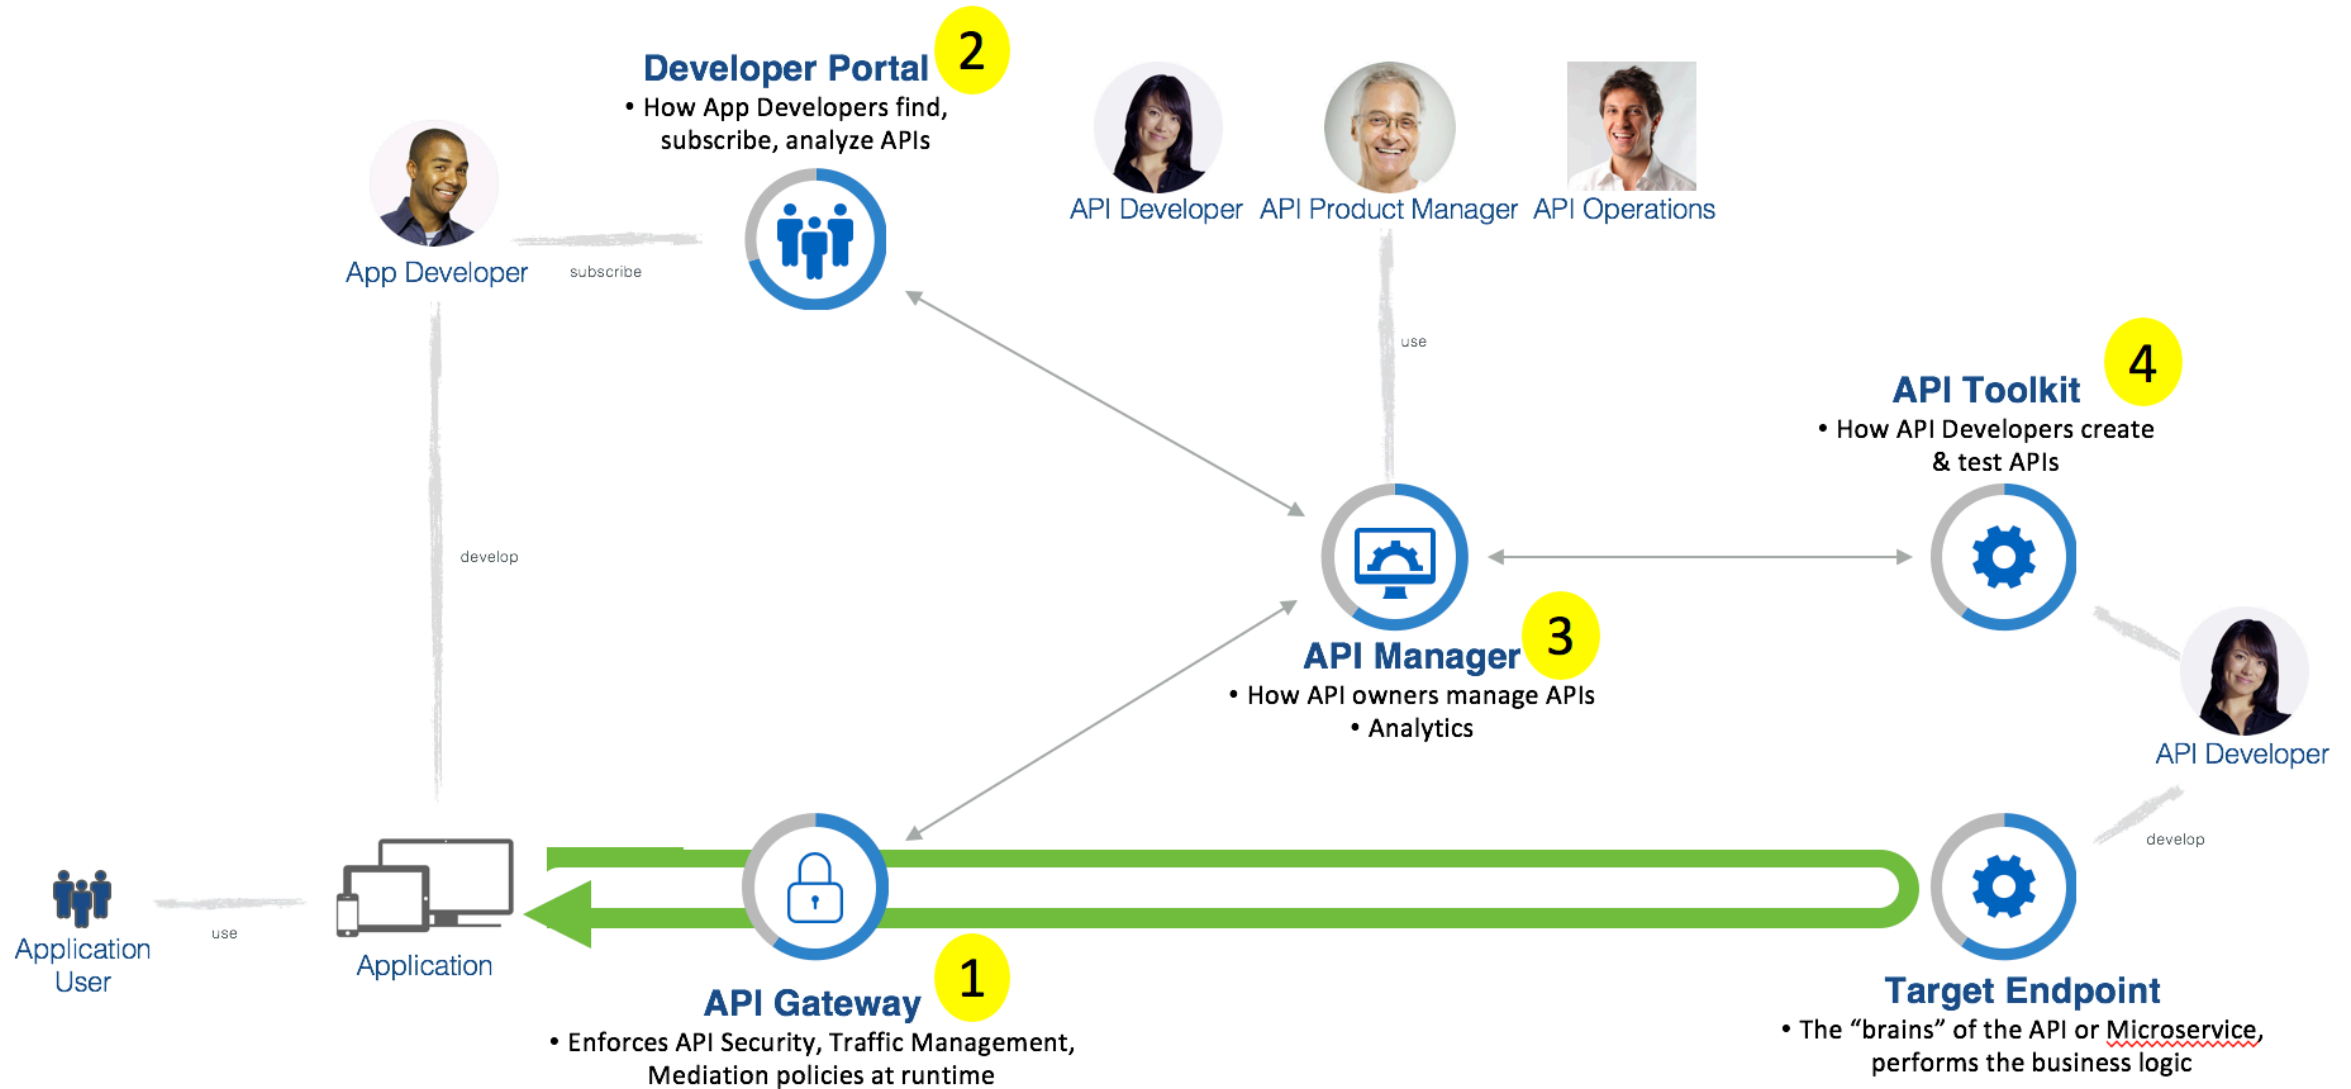 Developer Portal
2
• How App Developers find,
subscribe, analyze APIs
App Developer
subscribe
API Developer
API Product Manager
API Operations
use
API Toolkit
4
• How API Developers create
& test APIs
develop
API Manager
3
• How API owners manage APIs
• Analytics
API Developer
develop
Application
User
use
Application
API Gateway
1
• Enforces API Security, Traffic Management,
Mediation policies at runtime
Target Endpoint
• The “brains” of the API or Microservice,
performs the business logic